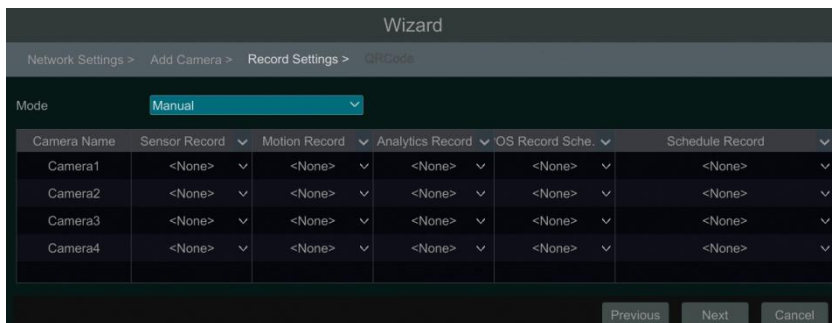 Wizard
Network Settings > Add Camera > Record Settings > QRCode
Mode Manual
Camera Name Sensor Record Motion Record Analytics Record OS Record Sche. Schedule Record
Camera1 <None> <None> <None> <None> <None>
Camera2 <None> <None> <None> <None> <None>
Camera3 <None> <None> <None> <None> <None>
Camera4 <None> <None> <None> <None> <None>
Previous Next Cancel